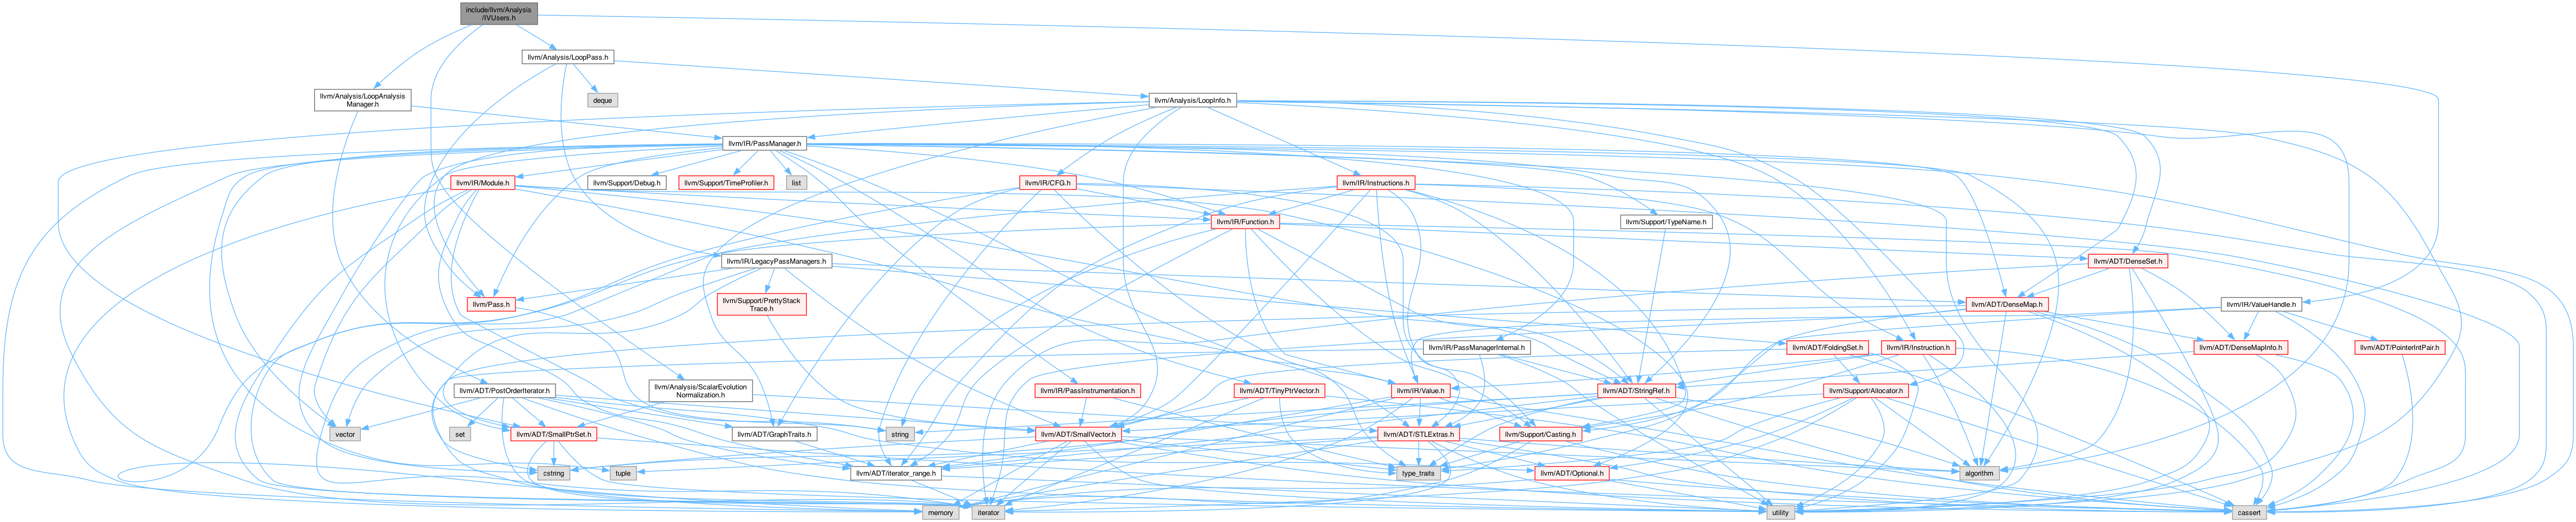 include/llvm/Analysis
/IVUsers.h
llvm/Analysis/LoopPass.h
llvm/Analysis/LoopAnalysis
Manager.h
deque
llvm/Analysis/LoopInfo.h
llvm/IR/PassManager.h
llvm/IR/Module.h
llvm/Support/Debug.h
llvm/Support/TimeProfiler.h
list
llvm/IR/CFG.h
llvm/IR/Instructions.h
llvm/IR/Function.h
llvm/Support/TypeName.h
llvm/IR/LegacyPassManagers.h
llvm/ADT/DenseSet.h
llvm/Pass.h
llvm/Support/PrettyStack
Trace.h
llvm/ADT/DenseMap.h
llvm/IR/ValueHandle.h
llvm/IR/PassManagerInternal.h
llvm/ADT/FoldingSet.h
llvm/IR/Instruction.h
llvm/ADT/DenseMapInfo.h
llvm/ADT/PointerIntPair.h
llvm/ADT/PostOrderIterator.h
llvm/Analysis/ScalarEvolution
Normalization.h
llvm/IR/PassInstrumentation.h
llvm/ADT/TinyPtrVector.h
llvm/IR/Value.h
llvm/ADT/StringRef.h
llvm/Support/Allocator.h
vector
set
llvm/ADT/SmallPtrSet.h
llvm/ADT/GraphTraits.h
string
llvm/ADT/SmallVector.h
llvm/ADT/STLExtras.h
llvm/Support/Casting.h
cstring
tuple
llvm/ADT/iterator_range.h
type_traits
llvm/ADT/Optional.h
algorithm
memory
iterator
utility
cassert